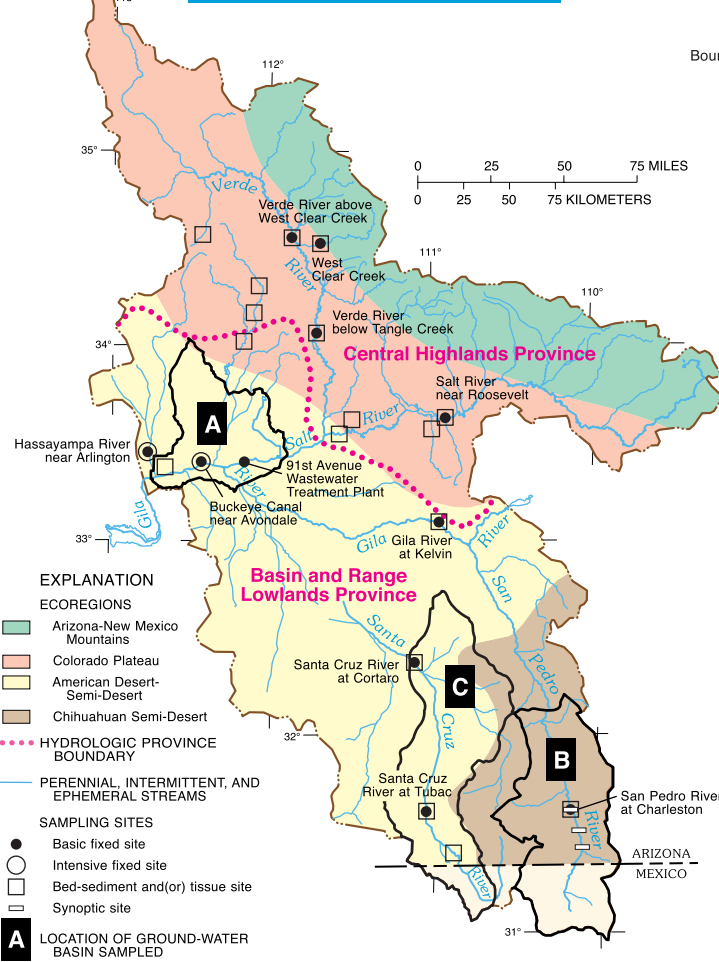 112°
Boun
35°
0 25 50 75 MILES
0 25 50 75 KILOMETERS
Verde
Verde River above
West Clear Creek
West
Clear Creek
River
111°
110°
Verde River
below Tangle Creek
34°
Central Highlands Province
Salt River
near Roosevelt
A
Salt River
Hassayampa River
near Arlington
91st Avenue
Wastewater
Treatment Plant
River
Buckeye Canal
near Avondale
Gila
33°
Gila
River
Gila River
at Kelvin
Basin and Range
Lowlands Province
San
Pedro
River
Santa
Cruz
River
Santa Cruz River
at Cortaro
C
B
32°
Santa Cruz
River at Tubac
San Pedro River
at Charleston
ARIZONA
MEXICO
31°
EXPLANATION
ECOREGIONS
Arizona-New Mexico
Mountains
Colorado Plateau
American Desert-
Semi-Desert
Chihuahuan Semi-Desert
HYDROLOGIC PROVINCE
BOUNDARY
PERENNIAL, INTERMITTENT, AND
EPHEMERAL STREAMS
SAMPLING SITES
Basic fixed site
Intensive fixed site
Bed-sediment and(or) tissue site
Synoptic site
A
LOCATION OF GROUND-WATER
BASIN SAMPLED